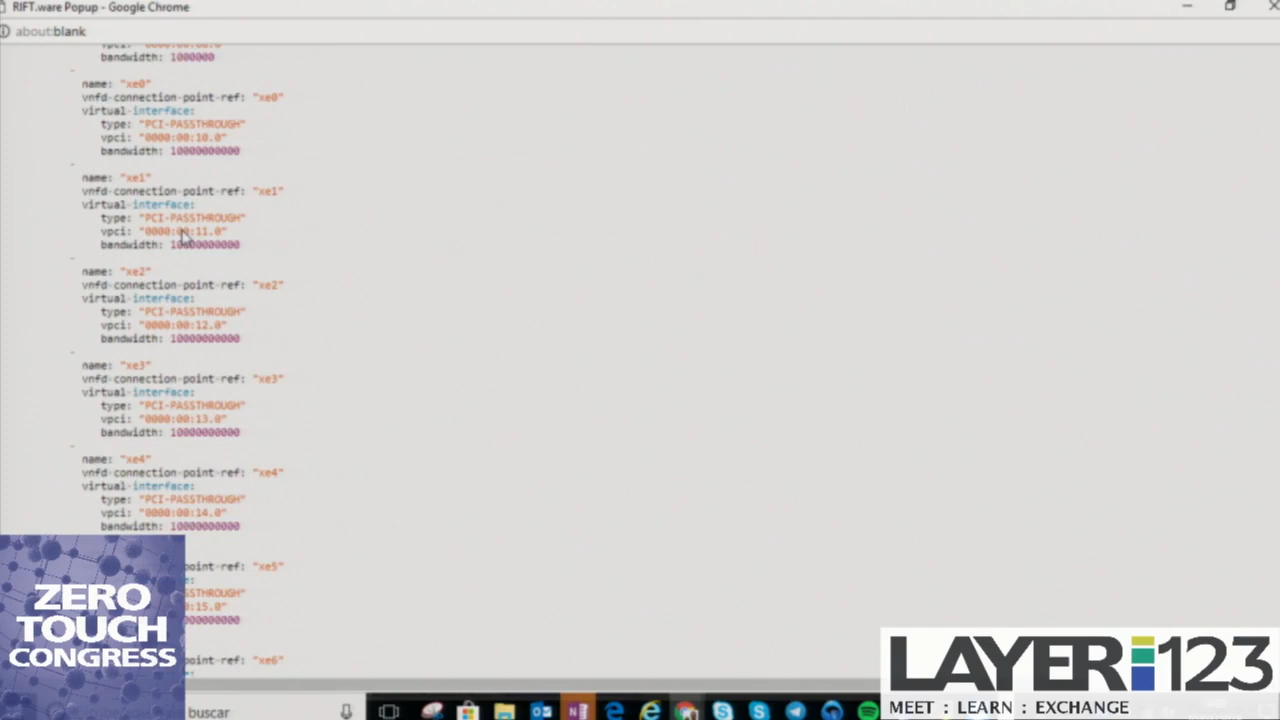 RIFT.ware Popup - Google Chrome
about:blank
bandwidth: 1000000
-
name: "xe0"
vnfd-connection-point-ref: "xe0"
virtual-interface:
type: "PCI-PASSTHROUGH"
vpci: "0000:00:10.0"
bandwidth: 10000000000
-
name: "xe1"
vnfd-connection-point-ref: "xe1"
virtual-interface:
type: "PCI-PASSTHROUGH"
vpci: "0000:00:11.0"
bandwidth: 10000000000
-
name: "xe2"
vnfd-connection-point-ref: "xe2"
virtual-interface:
type: "PCI-PASSTHROUGH"
vpci: "0000:00:12.0"
bandwidth: 10000000000
-
name: "xe3"
vnfd-connection-point-ref: "xe3"
virtual-interface:
type: "PCI-PASSTHROUGH"
vpci: "0000:00:13.0"
bandwidth: 10000000000
-
name: "xe4"
vnfd-connection-point-ref: "xe4"
virtual-interface:
type: "PCI-PASSTHROUGH"
vpci: "0000:00:14.0"
bandwidth: 10000000000
point-ref: "xe5"
e:
SSTHROUGH"
0:15.0"
00000000
point-ref: "xe6"
ZERO
TOUCH
CONGRESS
buscar
LAYER123
MEET : LEARN : EXCHANGE